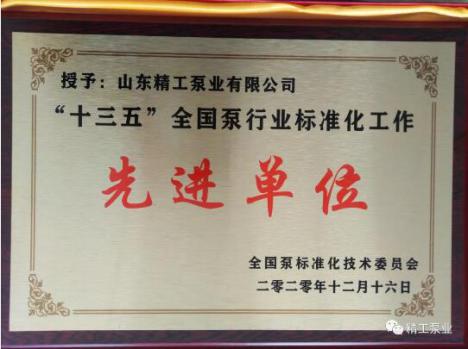 授予：山东精工泵业有限公司
“十三五”全国泵行业标准化工作
先进单位
全国泵标准化技术委员会
二零二零年十二月十六日
精工泵业